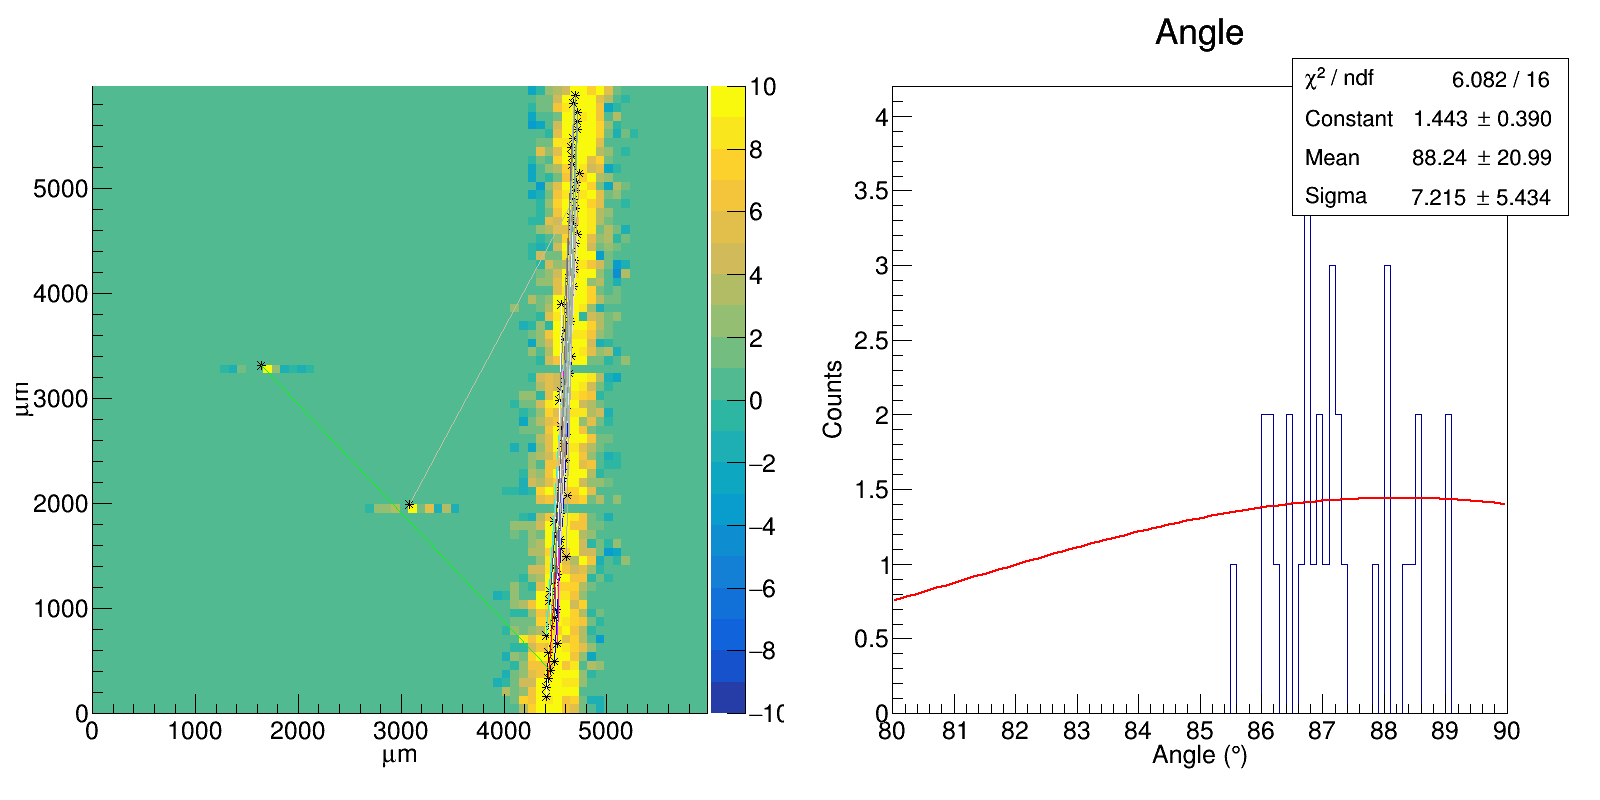 Angle
χ² / ndf 6.082 / 16
Constant 1.443 ± 0.390
Mean 88.24 ± 20.99
Sigma 7.215 ± 5.434
μm
5000
4000
3000
2000
1000
0
0 1000 2000 3000 4000 5000
μm
10
8
6
4
2
0
−2
−4
−6
−8
−10
Counts
4
3.5
3
2.5
2
1.5
1
0.5
0
80 81 82 83 84 85 86 87 88 89 90
Angle (°)